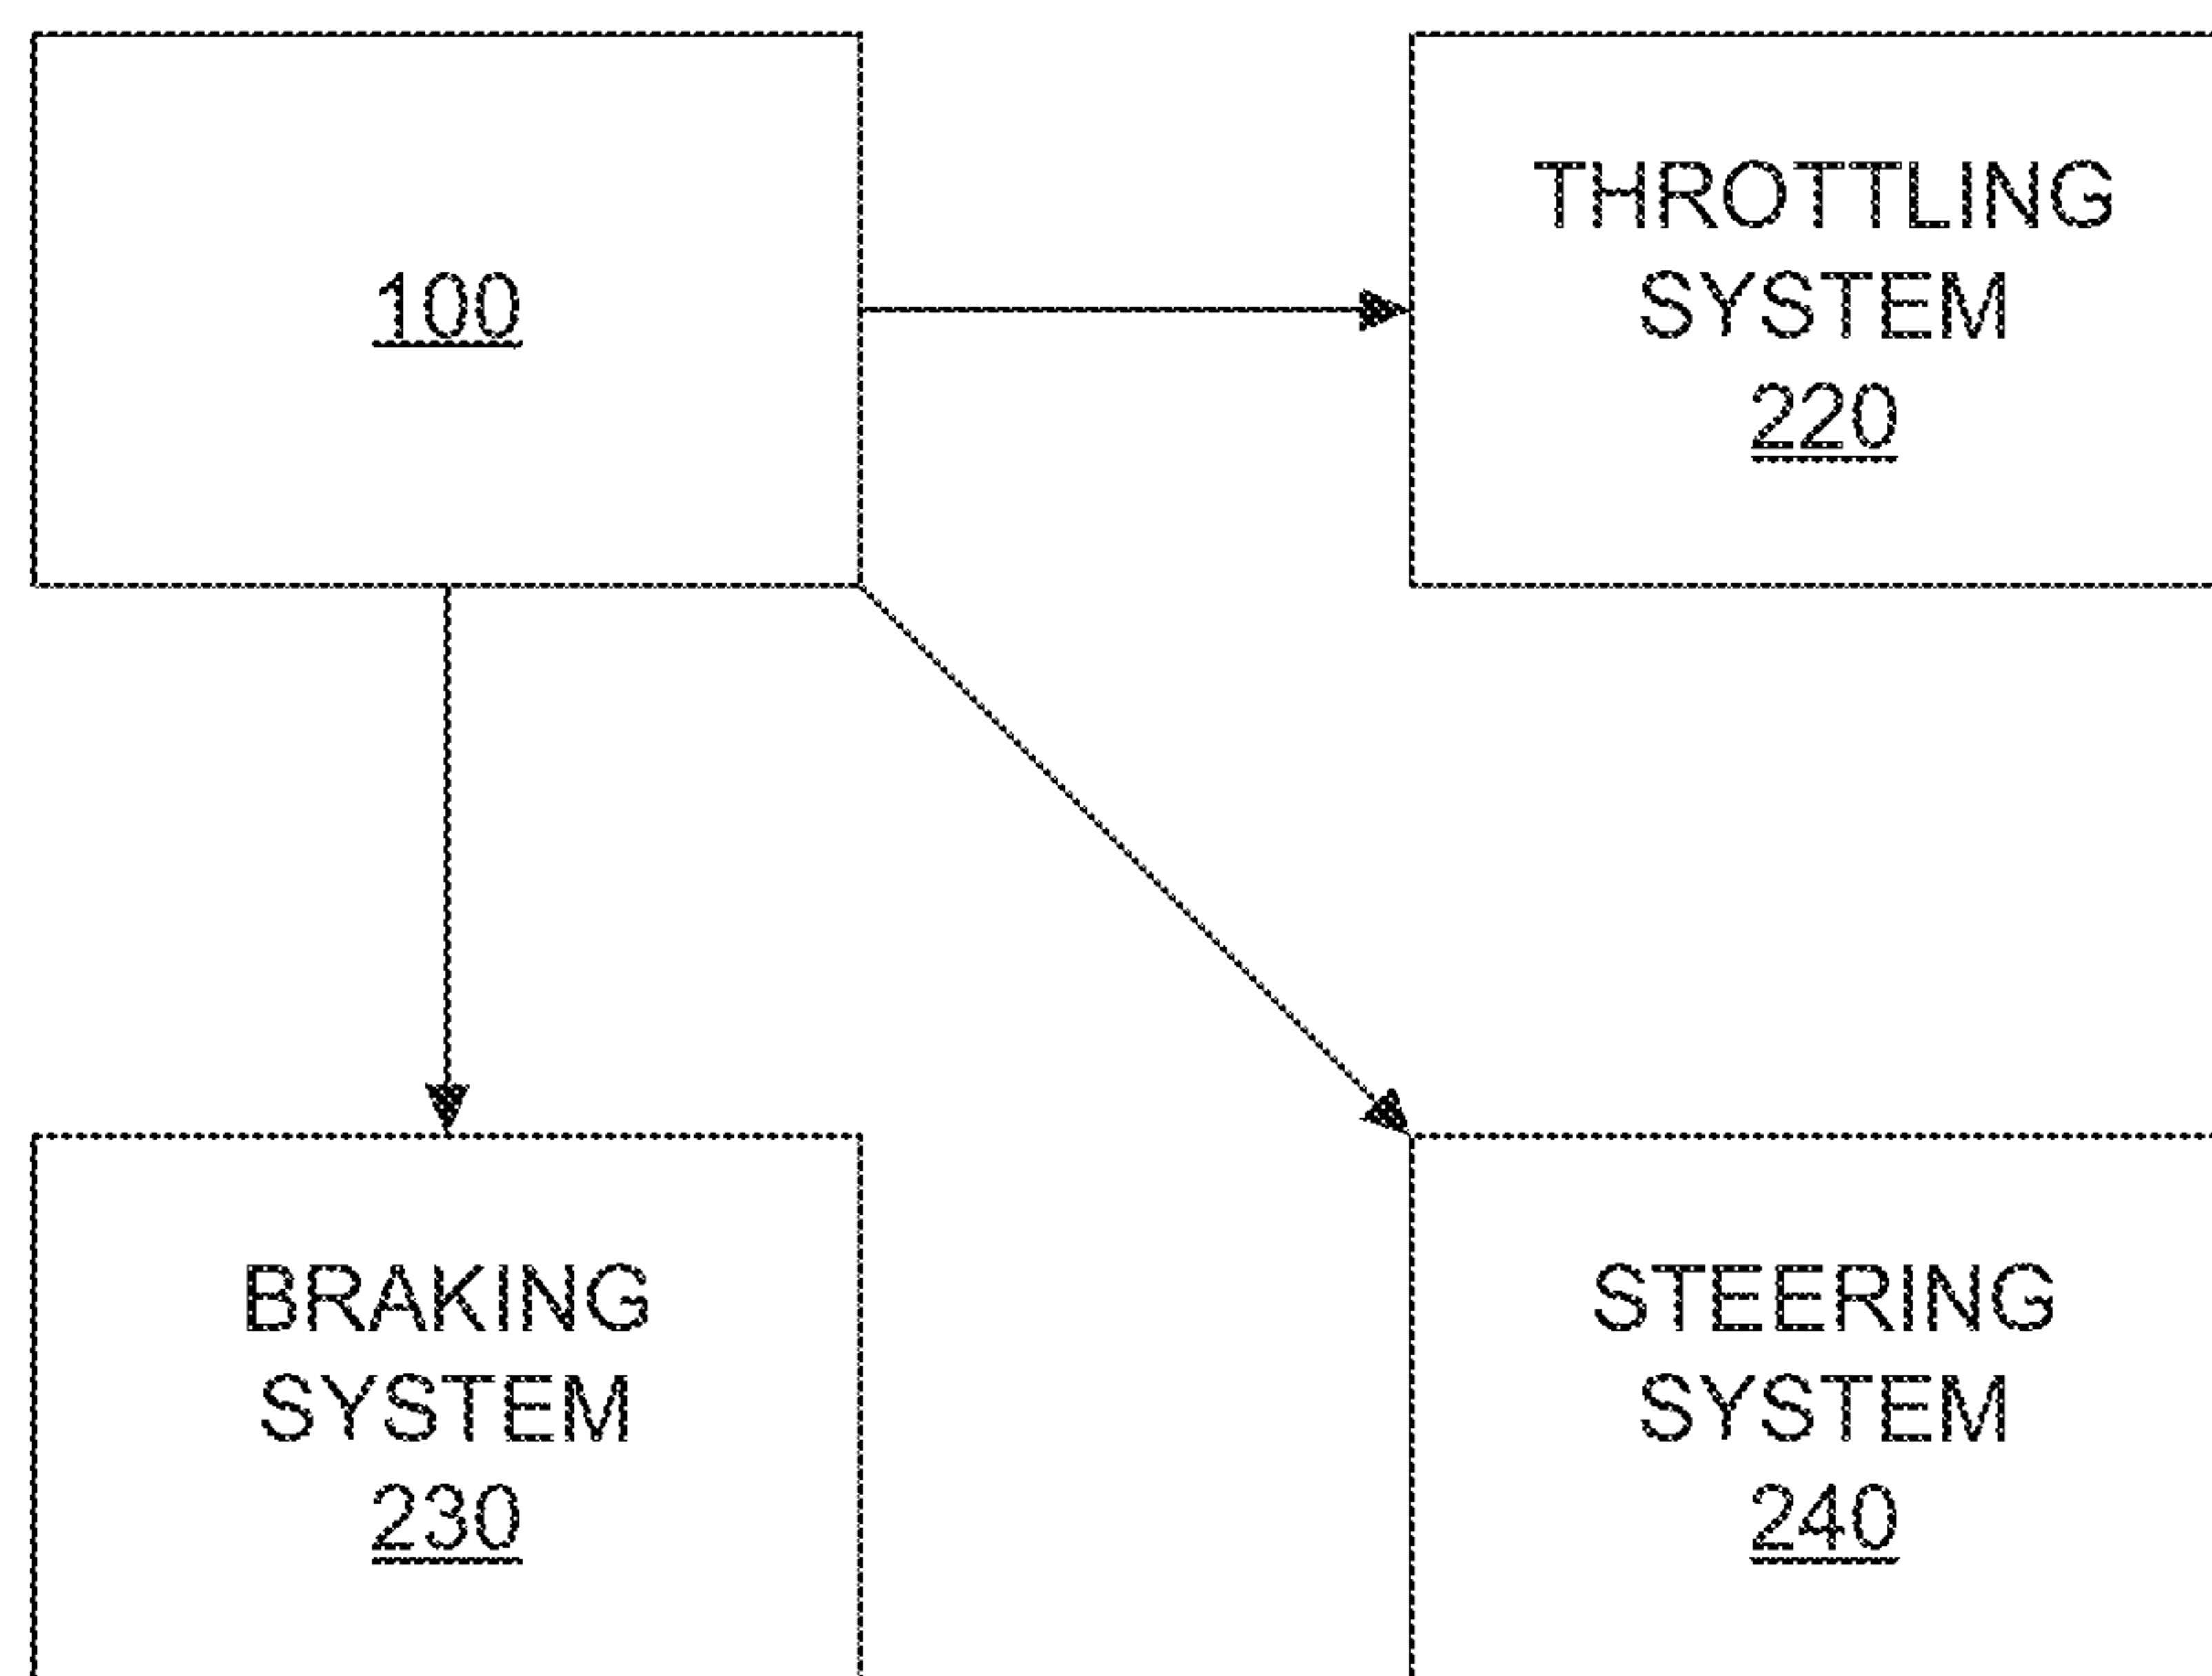 100
THROTTLING
SYSTEM
220
BRAKING
SYSTEM
230
STEERING
SYSTEM
240